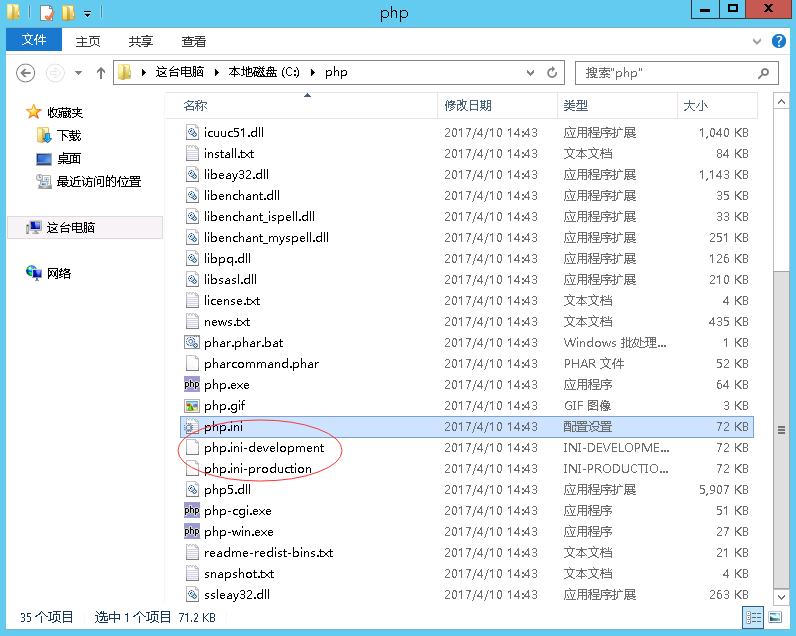 php
文件 主页 共享 查看
这台电脑 本地磁盘 (C:) php 搜索"php"
收藏夹
下载
桌面
最近访问的位置
这台电脑
网络
名称 修改日期 类型 大小
icuuc51.dll 2017/4/10 14:43 应用程序扩展 1,040 KB
install.txt 2017/4/10 14:43 文本文档 84 KB
libeay32.dll 2017/4/10 14:43 应用程序扩展 1,143 KB
libenchant.dll 2017/4/10 14:43 应用程序扩展 35 KB
libenchant_ispell.dll 2017/4/10 14:43 应用程序扩展 33 KB
libenchant_myspell.dll 2017/4/10 14:43 应用程序扩展 251 KB
libpq.dll 2017/4/10 14:43 应用程序扩展 126 KB
libsasl.dll 2017/4/10 14:43 应用程序扩展 210 KB
license.txt 2017/4/10 14:43 文本文档 4 KB
news.txt 2017/4/10 14:43 文本文档 435 KB
phar.phar.bat 2017/4/10 14:43 Windows 批处理... 1 KB
pharcommand.phar 2017/4/10 14:43 PHAR 文件 52 KB
php php.exe 2017/4/10 14:43 应用程序 64 KB
php.gif 2017/4/10 14:43 GIF 图像 3 KB
php.ini 2017/4/10 14:43 配置设置 72 KB
php.ini-development 2017/4/10 14:43 INI-DEVELOPME... 72 KB
php.ini-production 2017/4/10 14:43 INI-PRODUCTIO... 72 KB
php5.dll 2017/4/10 14:43 应用程序扩展 5,907 KB
php php-cgi.exe 2017/4/10 14:43 应用程序 51 KB
php php-win.exe 2017/4/10 14:43 应用程序 27 KB
readme-redist-bins.txt 2017/4/10 14:43 文本文档 21 KB
snapshot.txt 2017/4/10 14:43 文本文档 4 KB
ssleay32.dll 2017/4/10 14:43 应用程序扩展 263 KB
35 个项目 选中 1 个项目 71.2 KB